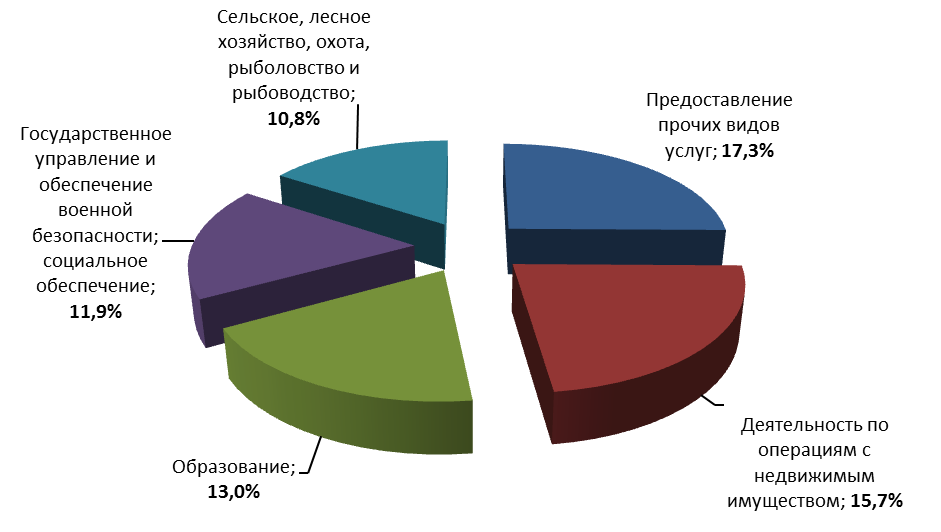 Сельское, лесное
хозяйство, охота,
рыболовство и
рыбоводство;
10,8%
Предоставление
прочих видов
услуг; 17,3%
Государственное
управление и
обеспечение
военной
безопасности;
социальное
обеспечение;
11,9%
Деятельность по
операциям с
недвижимым
имуществом; 15,7%
Образование;
13,0%